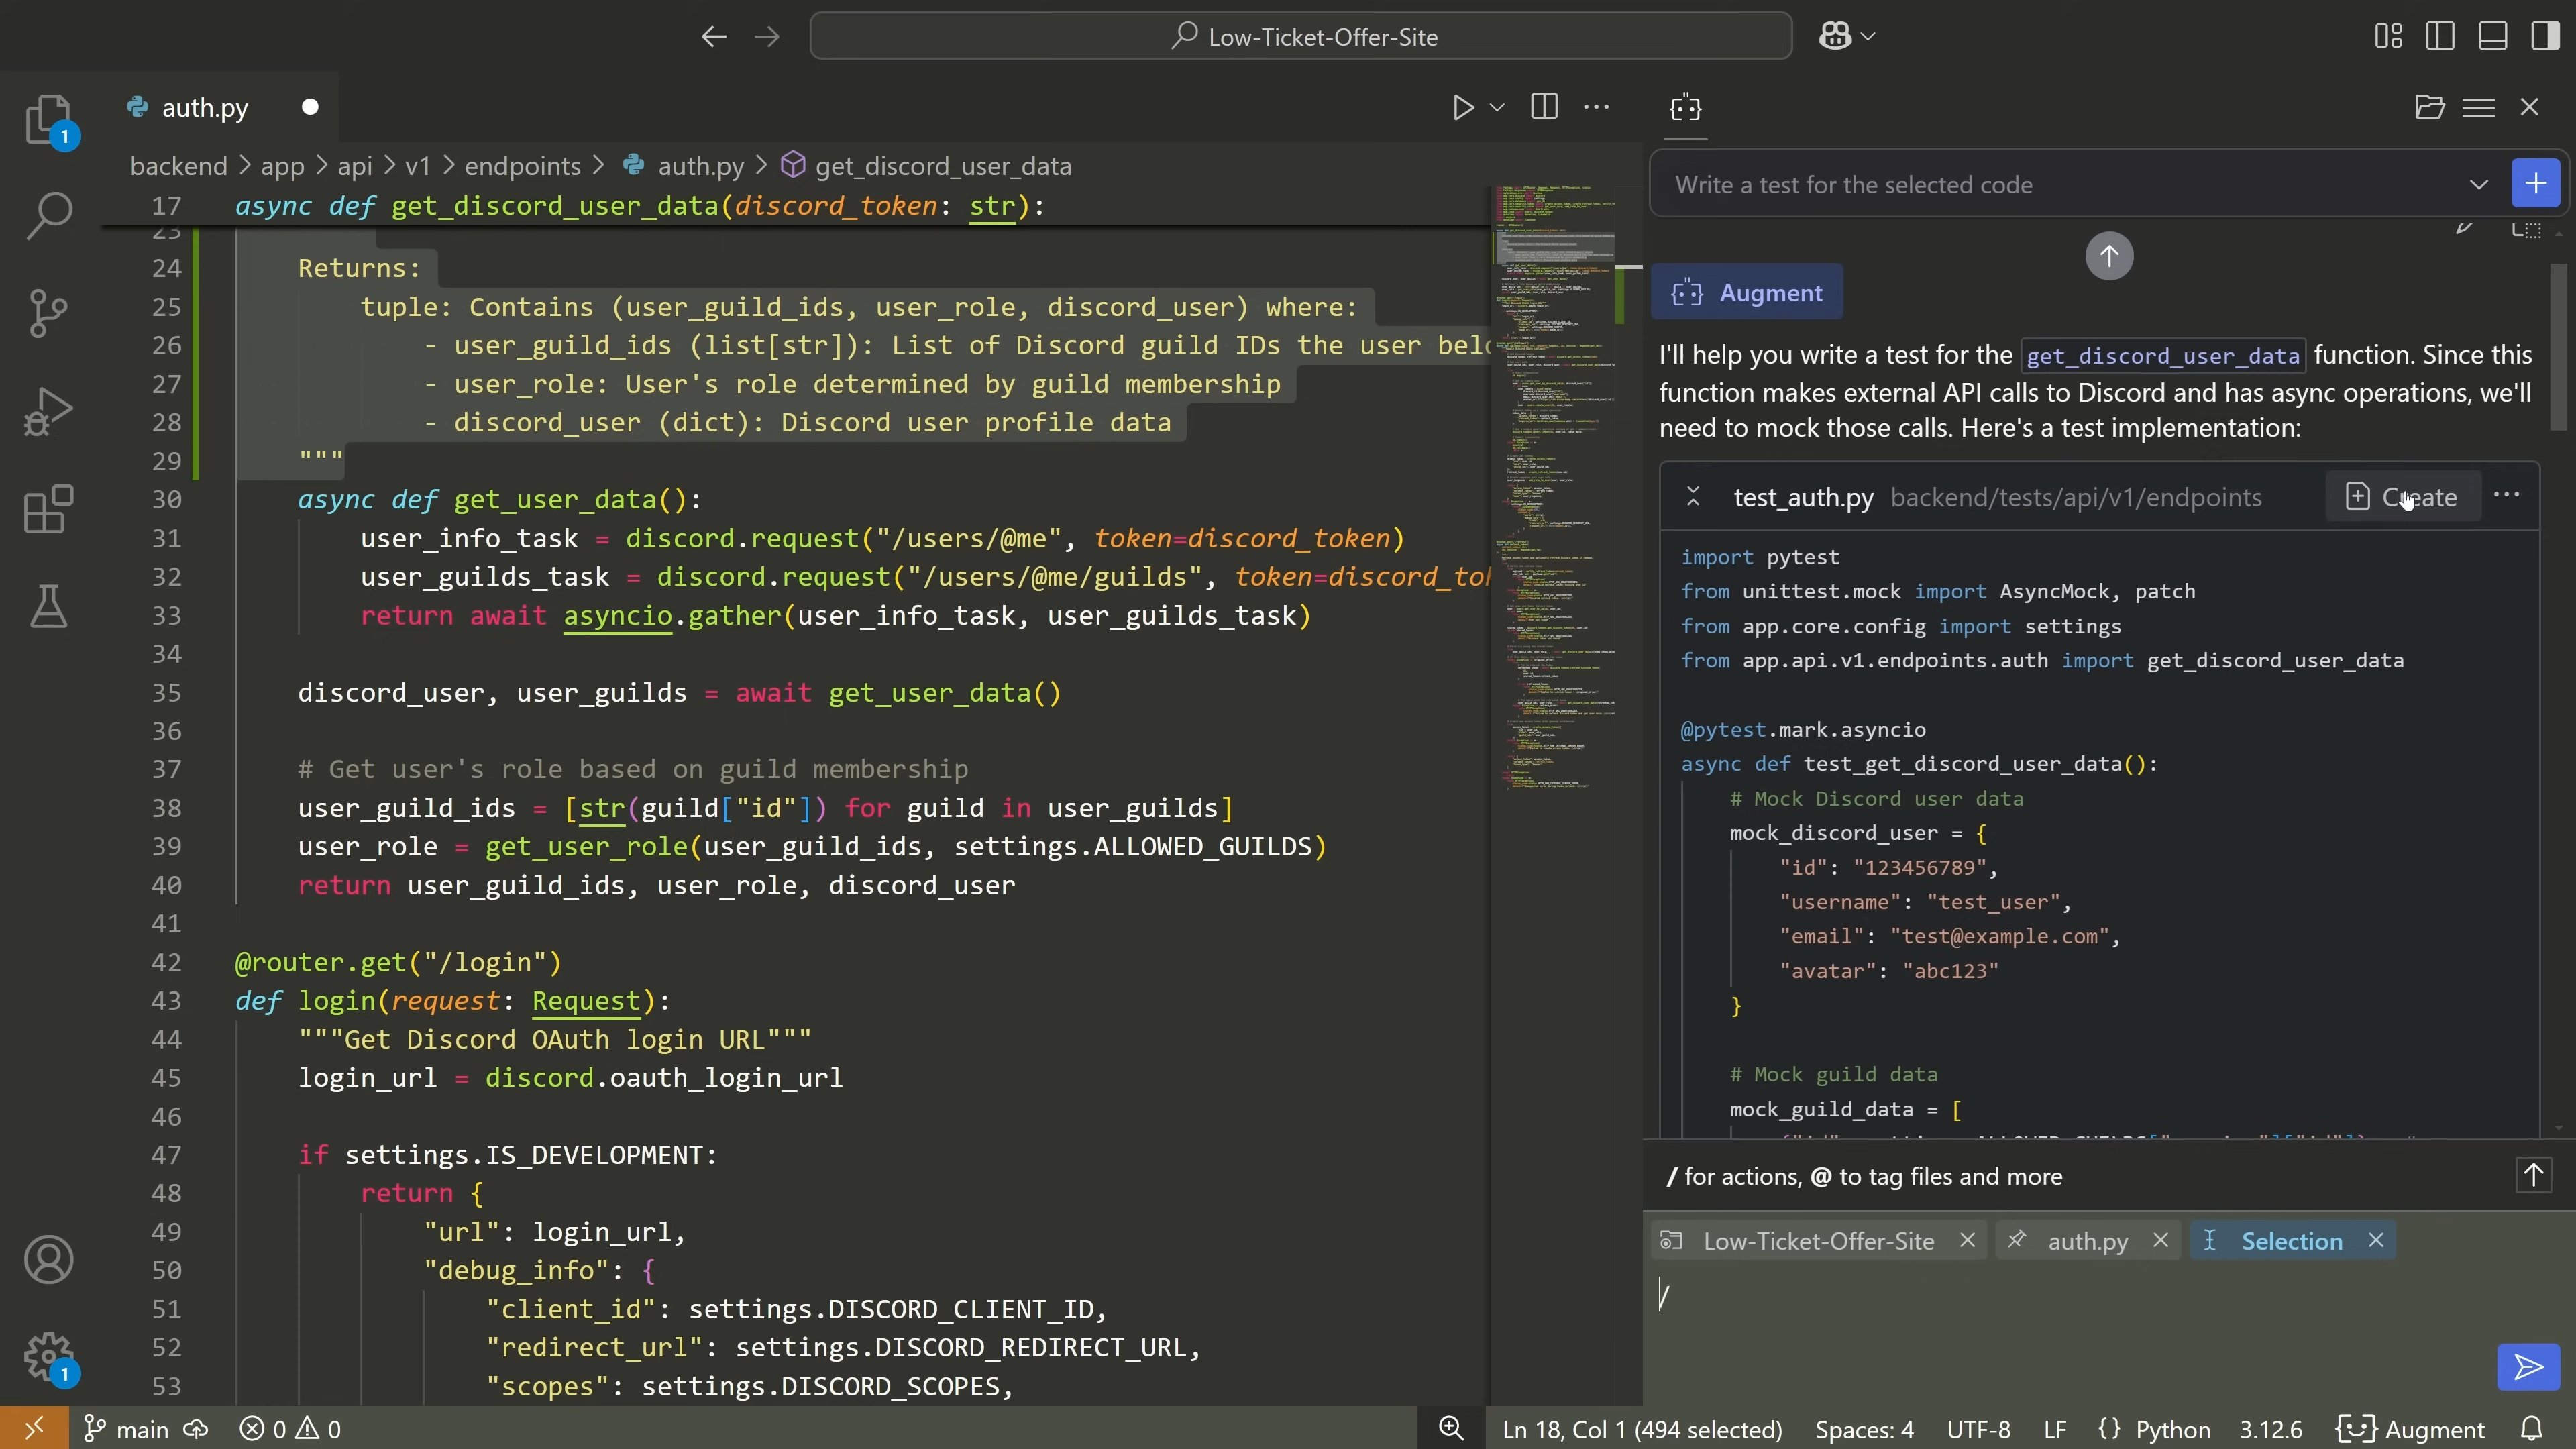 Low-Ticket-Offer-Site
1
auth.py
backend > app > api > v1 > endpoints > auth.py > get_discord_user_data
17 async def get_discord_user_data(discord_token: str):
23
24 Returns:
25 tuple: Contains (user_guild_ids, user_role, discord_user) where:
26 - user_guild_ids (list[str]): List of Discord guild IDs the user belo
27 - user_role: User's role determined by guild membership
28 - discord_user (dict): Discord user profile data
29 """
30 async def get_user_data():
31 user_info_task = discord.request("/users/@me", token=discord_token)
32 user_guilds_task = discord.request("/users/@me/guilds", token=discord_tok
33 return await asyncio.gather(user_info_task, user_guilds_task)
34
35 discord_user, user_guilds = await get_user_data()
36
37 # Get user's role based on guild membership
38 user_guild_ids = [str(guild["id"]) for guild in user_guilds]
39 user_role = get_user_role(user_guild_ids, settings.ALLOWED_GUILDS)
40 return user_guild_ids, user_role, discord_user
41
42 @router.get("/login")
43 def login(request: Request):
44 """Get Discord OAuth login URL"""
45 login_url = discord.oauth_login_url
46
47 if settings.IS_DEVELOPMENT:
48 return {
49 "url": login_url,
50 "debug_info": {
51 "client_id": settings.DISCORD_CLIENT_ID,
52 "redirect_url": settings.DISCORD_REDIRECT_URL,
53 "scopes": settings.DISCORD_SCOPES,
1
Write a test for the selected code
Augment
I'll help you write a test for the get_discord_user_data function. Since this
function makes external API calls to Discord and has async operations, we'll
need to mock those calls. Here's a test implementation:
test_auth.py backend/tests/api/v1/endpoints Create
import pytest
from unittest.mock import AsyncMock, patch
from app.core.config import settings
from app.api.v1.endpoints.auth import get_discord_user_data
@pytest.mark.asyncio
async def test_get_discord_user_data():
# Mock Discord user data
mock_discord_user = {
"id": "123456789",
"username": "test_user",
"email": "test@example.com",
"avatar": "abc123"
}
# Mock guild data
mock_guild_data = [
/ for actions, @ to tag files and more
Low-Ticket-Offer-Site auth.py Selection
/
main 0 0 Ln 18, Col 1 (494 selected) Spaces: 4 UTF-8 LF {} Python 3.12.6 Augment